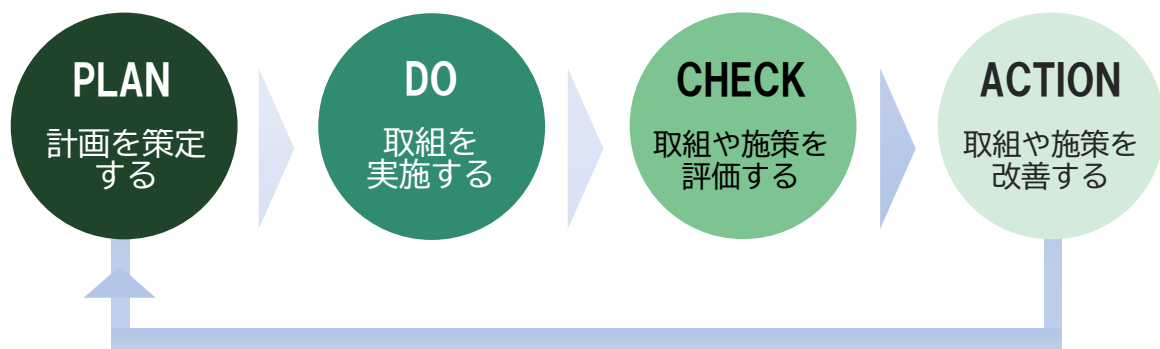 PLAN
計画を策定
する
DO
取組を
実施する
CHECK
取組や施策を
評価する
ACTION
取組や施策を
改善する